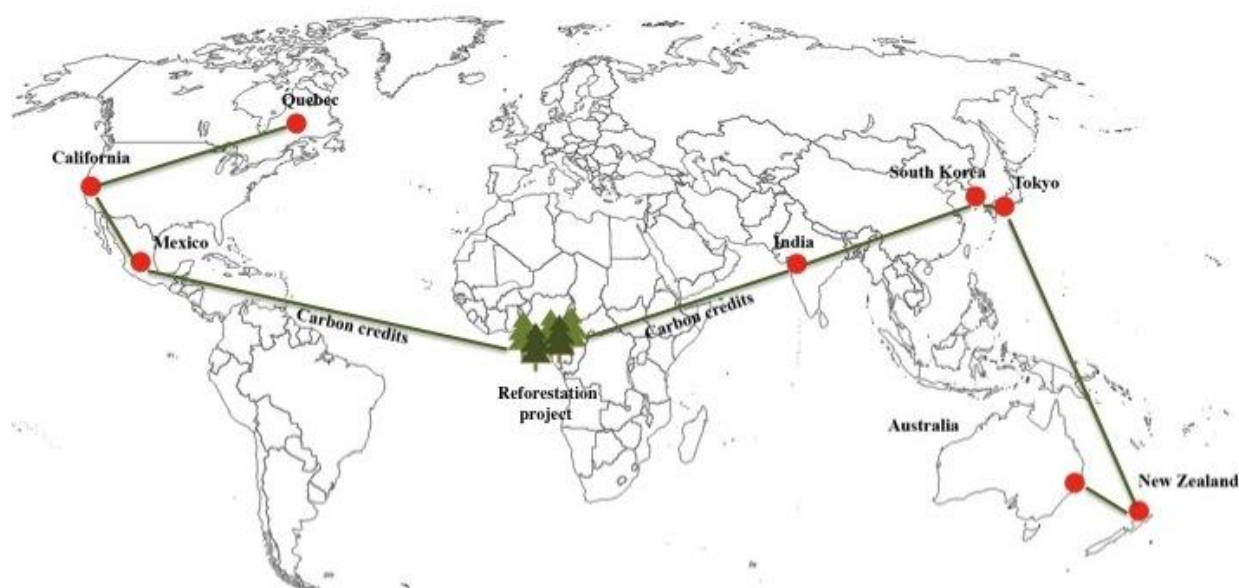 Quebec
California
South Korea
Tokyo
Mexico
India
Carbon credits
Carbon credits
Reforestation
project
Australia
New Zealand